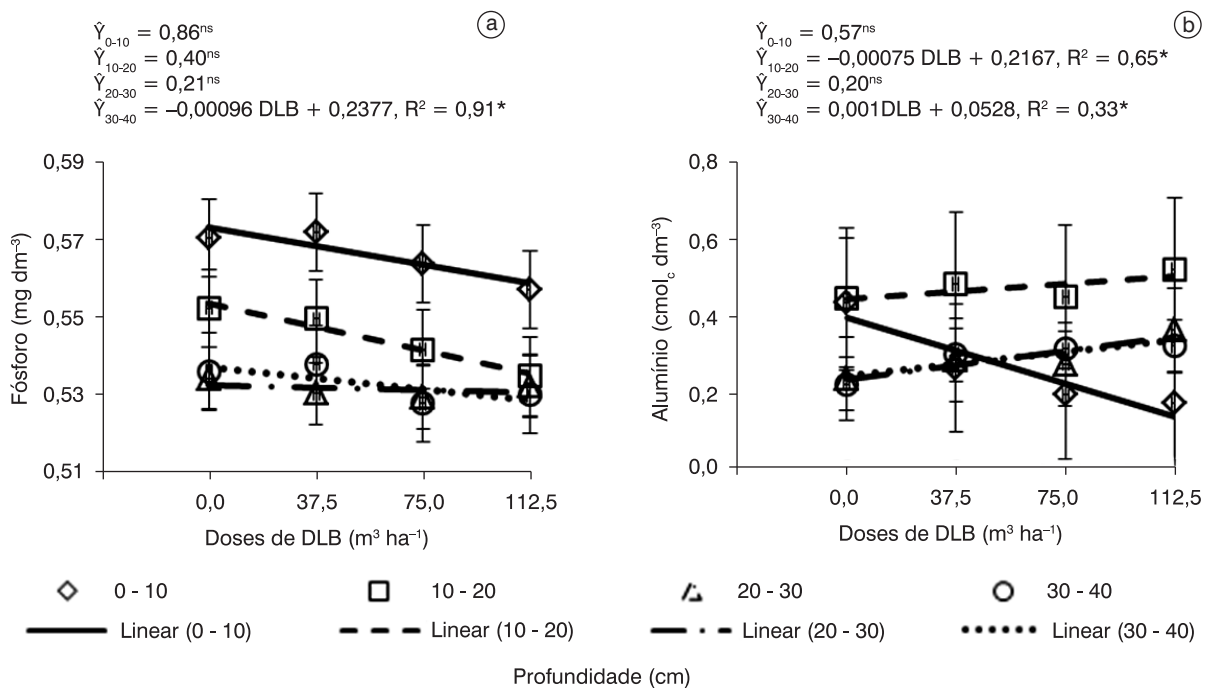 Ŷ0-10 = 0,86ns
Ŷ10-20 = 0,40ns
Ŷ20-30 = 0,21ns
Ŷ30-40 = –0,00096 DLB + 0,2377, R² = 0,91*
a
0,59
0,57
0,55
0,53
0,51
Fósforo (mg dm⁻³)
0,0 37,5 75,0 112,5
Doses de DLB (m³ ha⁻¹)
Ŷ0-10 = 0,57ns
Ŷ10-20 = –0,00075 DLB + 0,2167, R² = 0,65*
Ŷ20-30 = 0,20ns
Ŷ30-40 = 0,001DLB + 0,0528, R² = 0,33*
b
0,8
0,6
0,4
0,2
0,0
Alumínio (cmolc dm⁻³)
0,0 37,5 75,0 112,5
Doses de DLB (m³ ha⁻¹)
0 - 10 10 - 20 20 - 30 30 - 40
Linear (0 - 10) Linear (10 - 20) Linear (20 - 30) Linear (30 - 40)
Profundidade (cm)